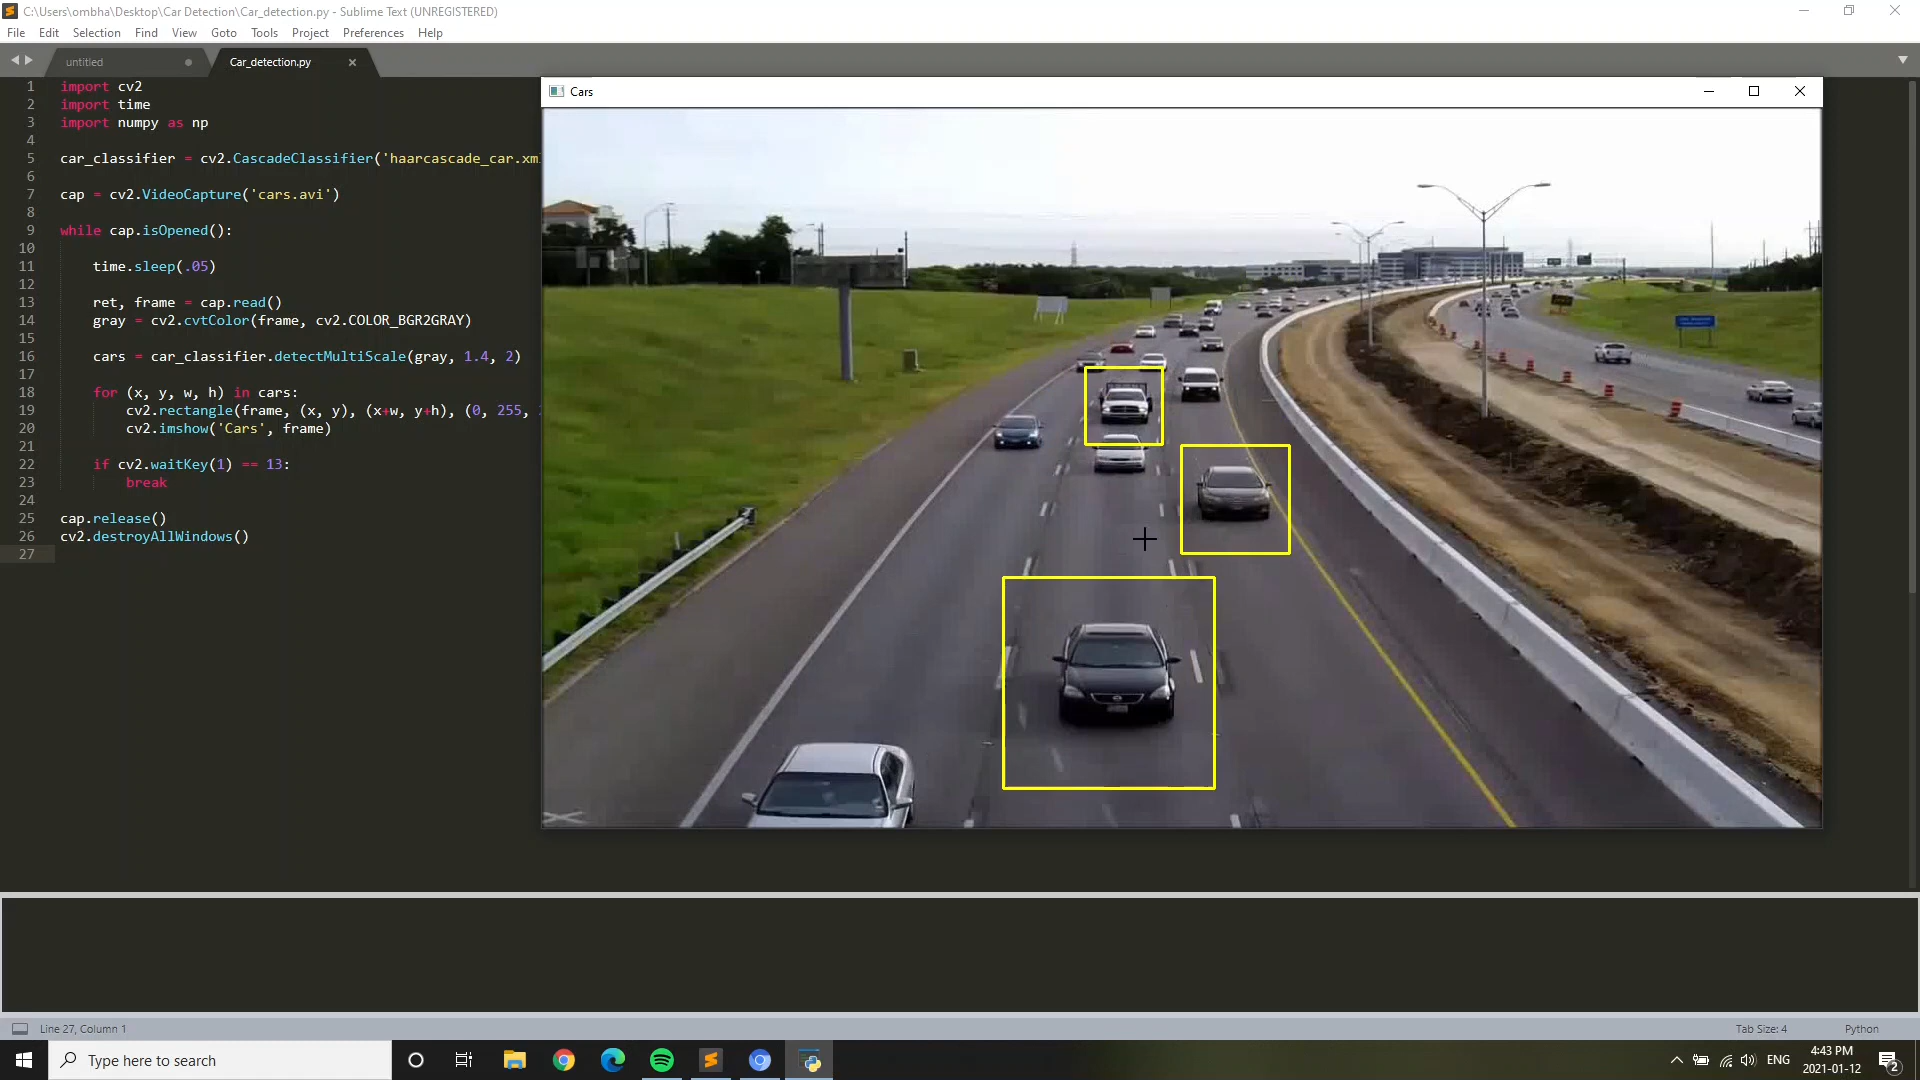 C:\Users\ombha\Desktop\Car Detection\Car_detection.py - Sublime Text (UNREGISTERED)
File Edit Selection Find View Goto Tools Project Preferences Help
untitled
Car_detection.py
Cars
1 import cv2
2 import time
3 import numpy as np
4
5 car_classifier = cv2.CascadeClassifier('haarcascade_car.xml
6
7 cap = cv2.VideoCapture('cars.avi')
8
9 while cap.isOpened():
10
11 time.sleep(.05)
12
13 ret, frame = cap.read()
14 gray = cv2.cvtColor(frame, cv2.COLOR_BGR2GRAY)
15
16 cars = car_classifier.detectMultiScale(gray, 1.4, 2)
17
18 for (x, y, w, h) in cars:
19 cv2.rectangle(frame, (x, y), (x+w, y+h), (0, 255,
20 cv2.imshow('Cars', frame)
21
22 if cv2.waitKey(1) == 13:
23 break
24
25 cap.release()
26 cv2.destroyAllWindows()
27
Line 27, Column 1
Tab Size: 4
Python
Type here to search
ENG
4:43 PM
2021-01-12
2